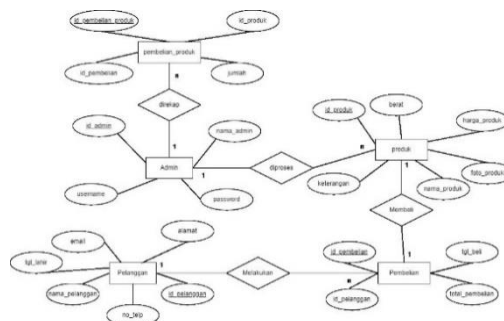 id_pembelian_produk
id_produk
pembelian_produk
id_pembelian
jumlah
n
direkap
1
id_admin
nama_admin
Admin
1
diproses
n
username
password
berat
id_produk
harga_produk
produk
1
foto_produk
keterangan
nama_produk
Membeli
1
alamat
email
Pelanggan
1
nama_pelanggan
no_telp
id_pelanggan
Melakukan
n
id_pembelian
tgl_beli
Pembelian
id_pelanggan
total_pembelian